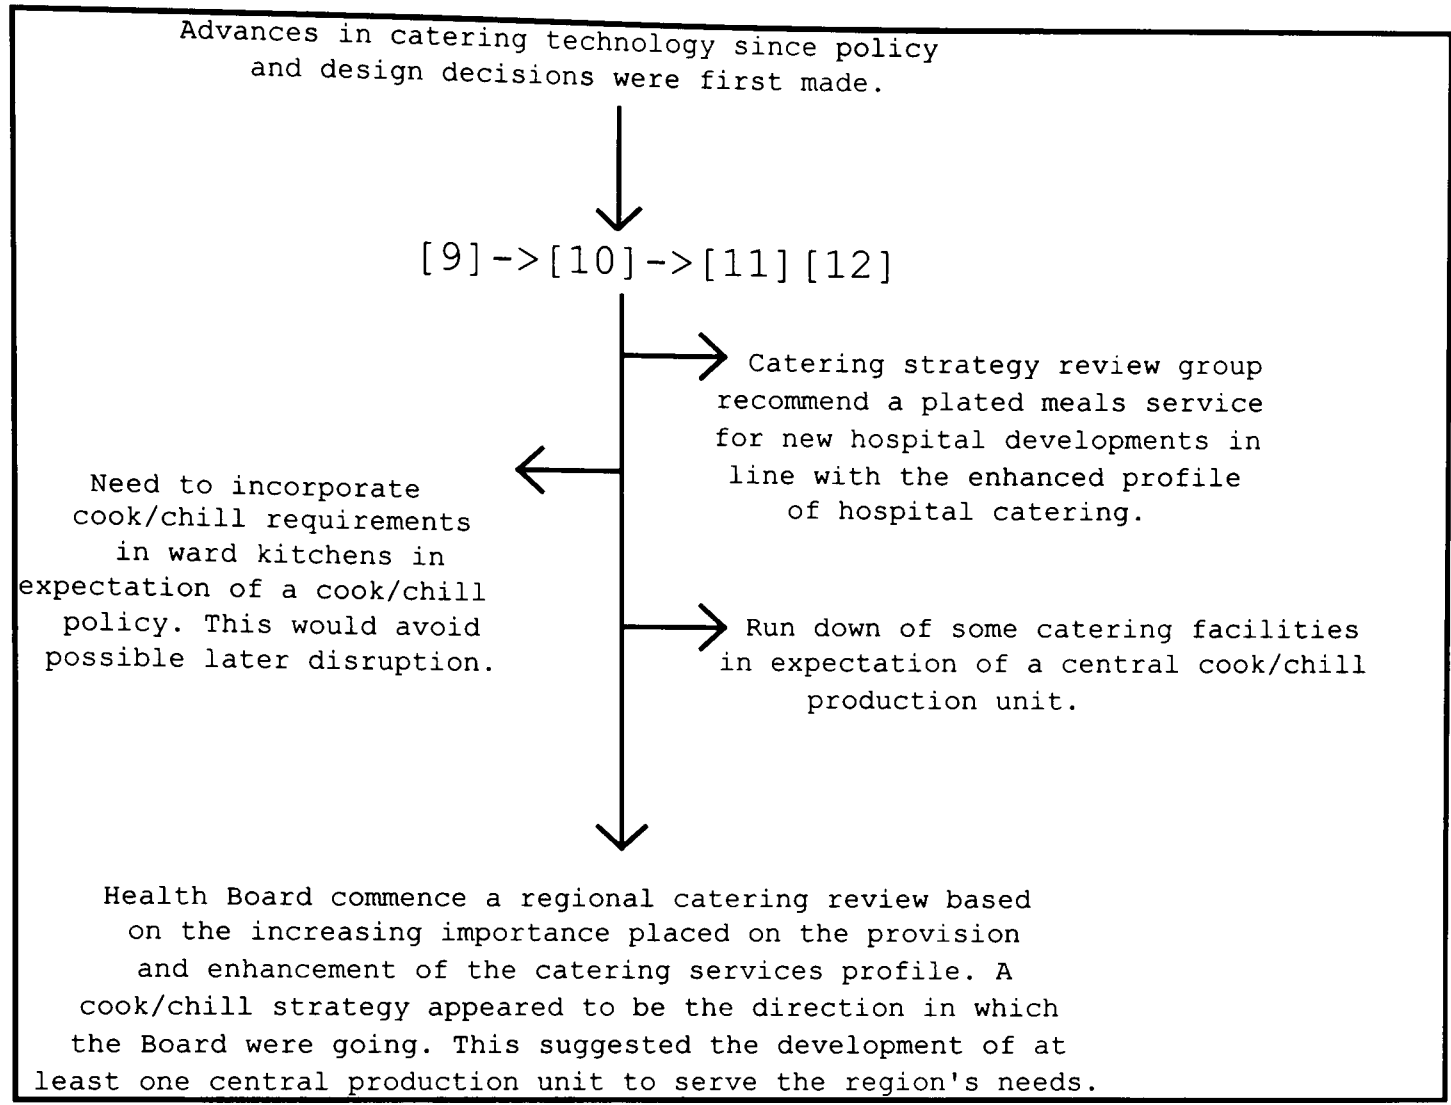 Advances in catering technology since policy
and design decisions were first made.
[9]->[10]->[11][12]
Catering strategy review group
recommend a plated meals service
for new hospital developments in
line with the enhanced profile
of hospital catering.
Need to incorporate
cook/chill requirements
in ward kitchens in
expectation of a cook/chill
policy. This would avoid
possible later disruption.
Run down of some catering facilities
in expectation of a central cook/chill
production unit.
Health Board commence a regional catering review based
on the increasing importance placed on the provision
and enhancement of the catering services profile. A
cook/chill strategy appeared to be the direction in which
the Board were going. This suggested the development of at
least one central production unit to serve the region's needs.